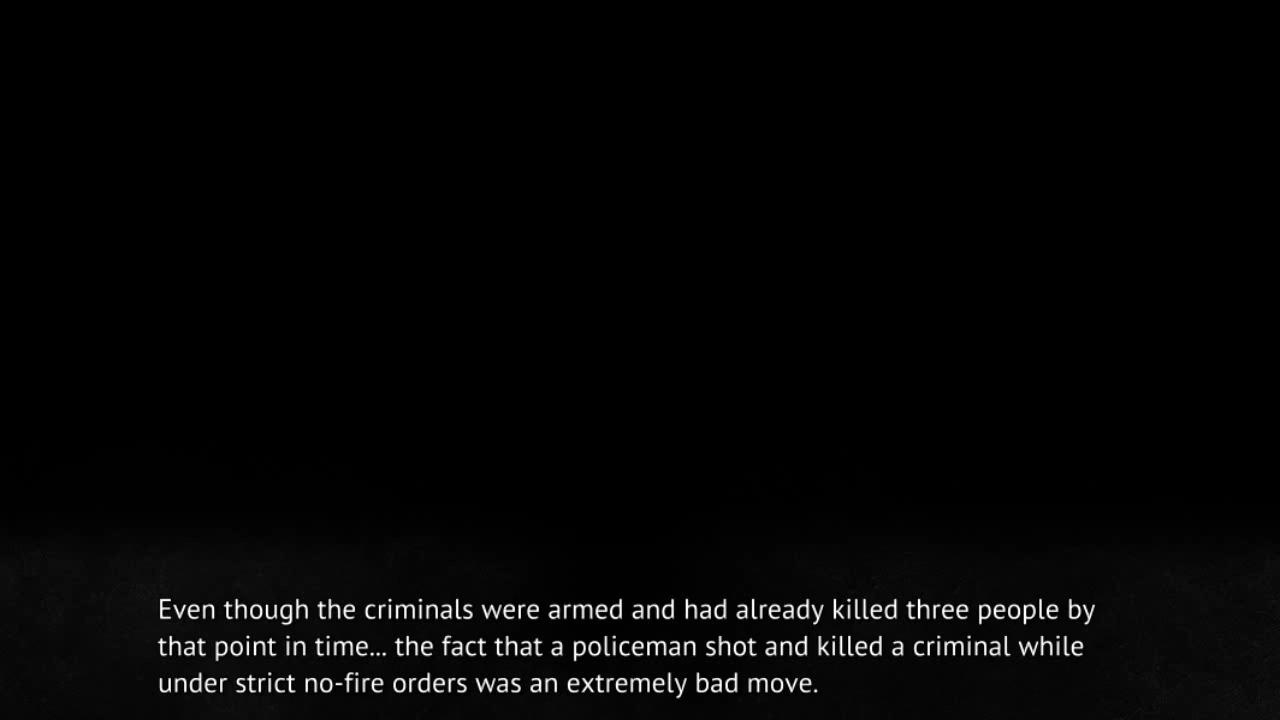 Even though the criminals were armed and had already killed three people by
that point in time... the fact that a policeman shot and killed a criminal while
under strict no-fire orders was an extremely bad move.